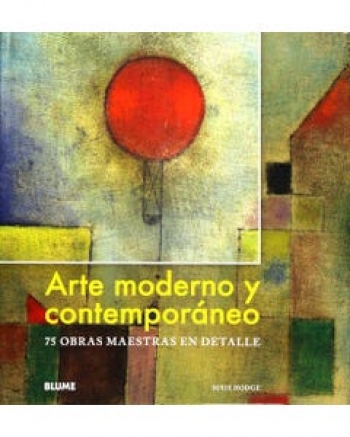 Arte moderno y
contemporáneo
75 OBRAS MAESTRAS EN DETALLE
BLUME
SUSIE HODGE